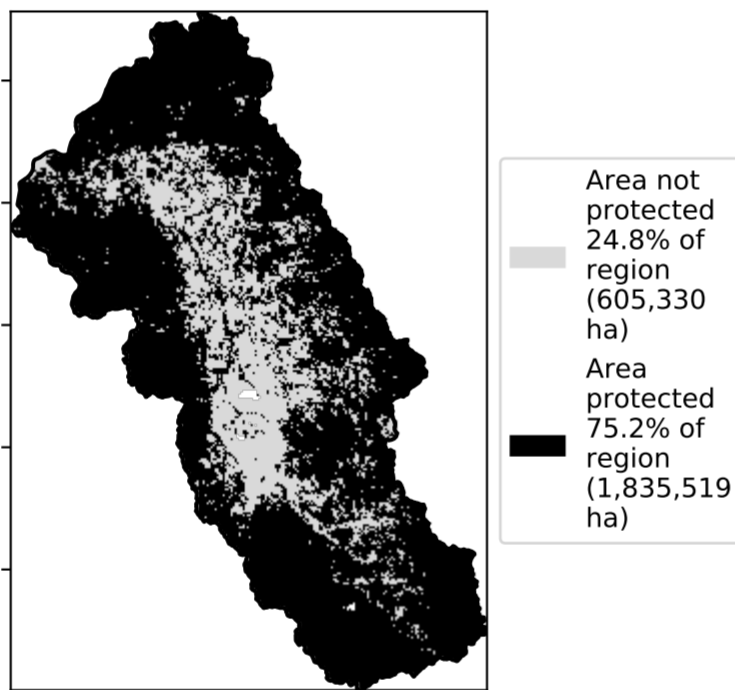 Area not
protected
24.8% of
region
(605,330
ha)
Area
protected
75.2% of
region
(1,835,519
ha)